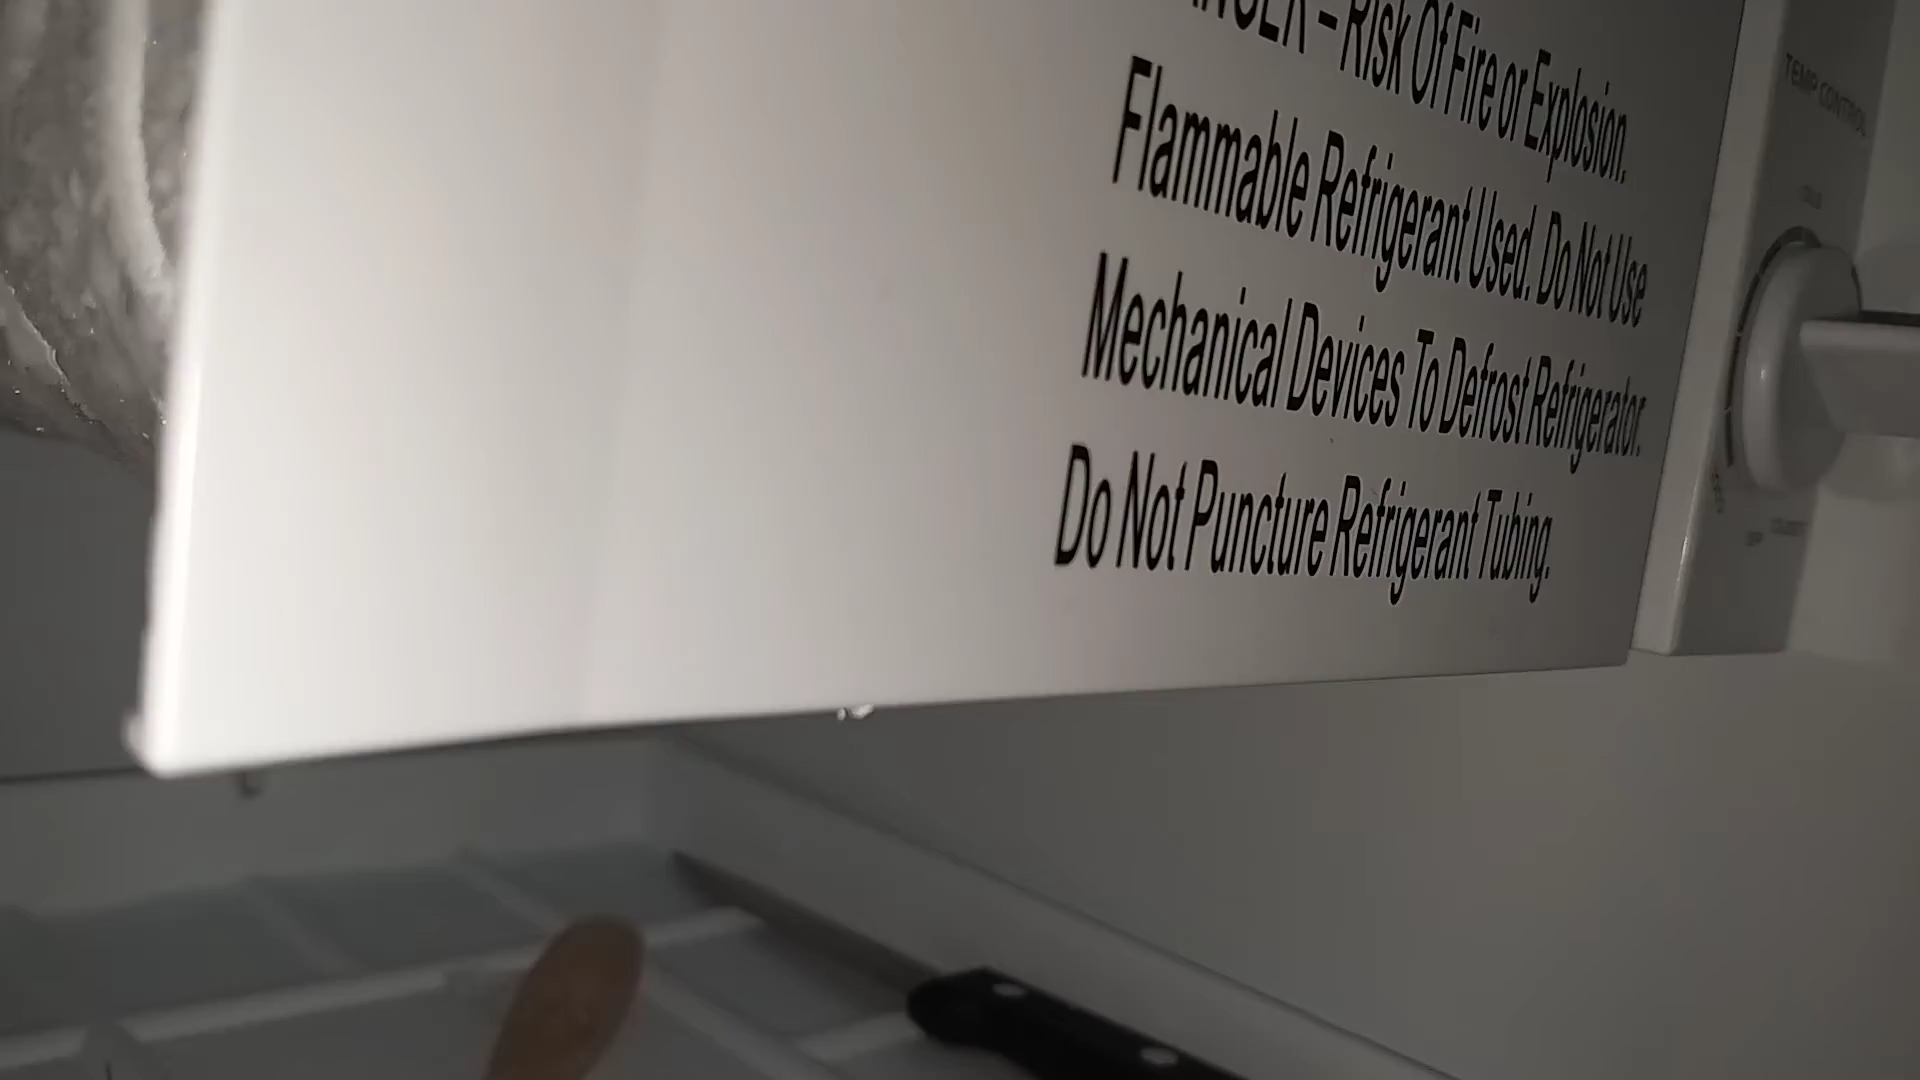 – Risk Of Fire or Explosion.
Flammable Refrigerant Used. Do Not Use
Mechanical Devices To Defrost Refrigerator.
Do Not Puncture Refrigerant Tubing.
TEMP CONTROL